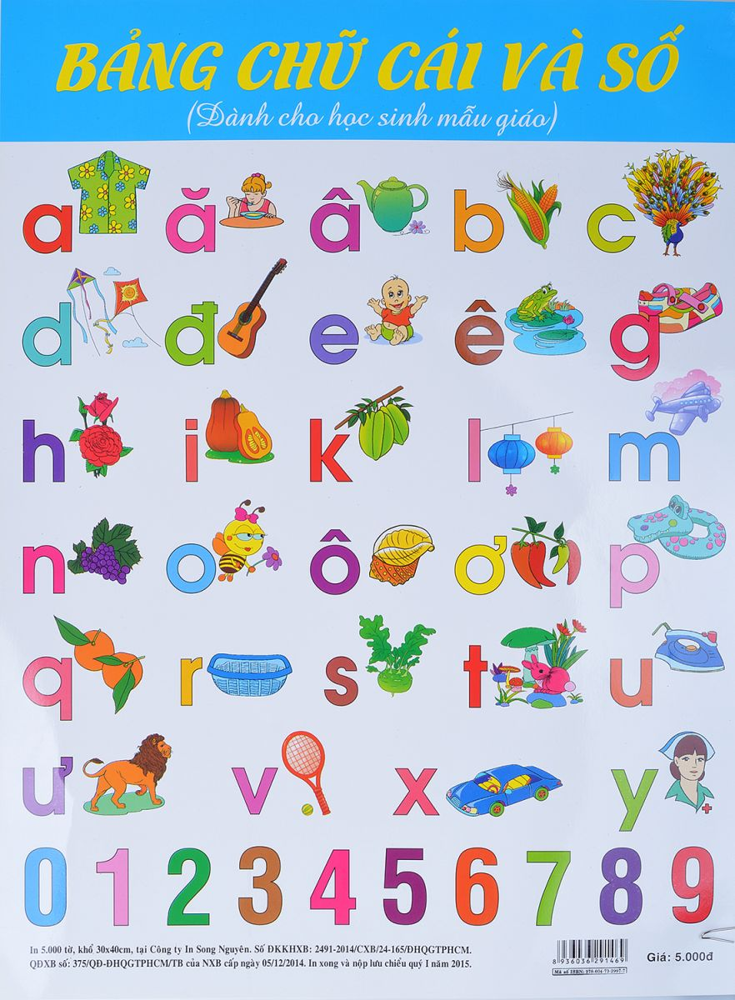 BẢNG CHỮ CÁI VÀ SỐ
(Dành cho học sinh mẫu giáo)
a ă â b c
d đ e ê g
h i k l m
n o ô ơ p
q r s t u
ư v x y
0 1 2 3 4 5 6 7 8 9
In 5.000 tờ, khổ 30x40cm, tại Công ty In Song Nguyên. Số ĐKKHXB: 2491-2014/CXB/24-165/ĐHQGTPHCM.
QĐXB số: 375/QĐ-ĐHQGTPHCM/TB của NXB cấp ngày 05/12/2014. In xong và nộp lưu chiểu quý I năm 2015.
8 936036 291469
Mã số ISBN: 978-604-73-2997-7
Giá: 5.000đ